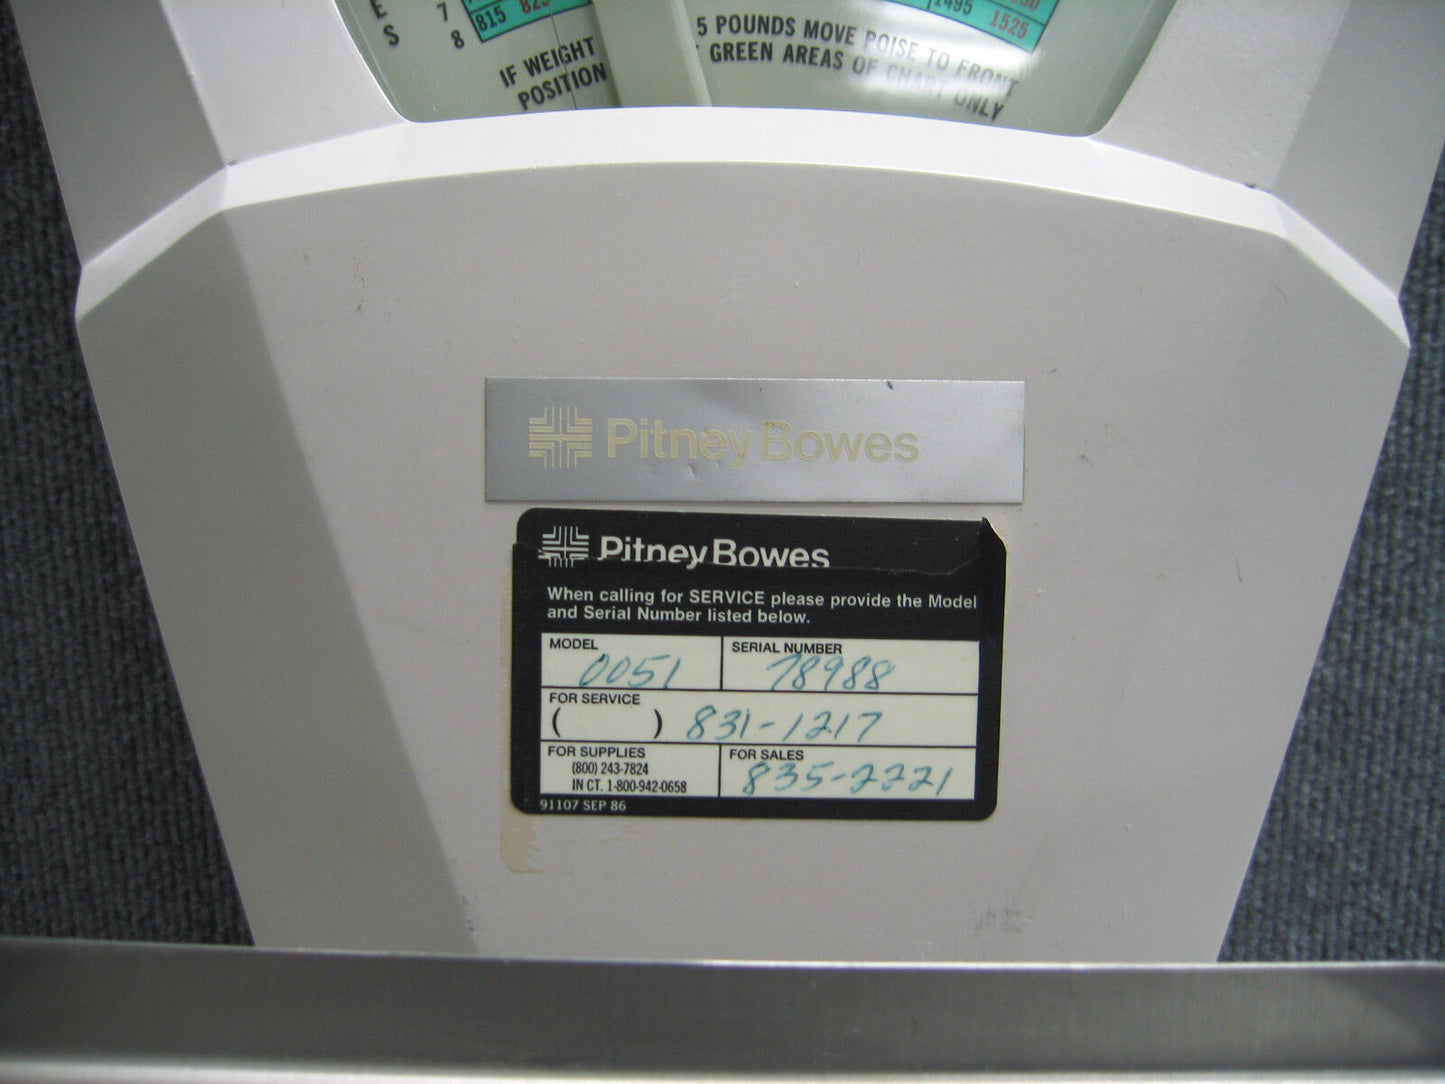 E
S
7
8
815
1495
1525
IF WEIGHT
POSITION
5 POUNDS MOVE POISE TO FRONT
GREEN AREAS OF CHART ONLY
Pitney Bowes
Pitney Bowes
When calling for SERVICE please provide the Model
and Serial Number listed below.
MODEL
0051
SERIAL NUMBER
78988
FOR SERVICE
( ) 831-1217
FOR SUPPLIES
(800) 243-7824
IN CT. 1-800-942-0658
FOR SALES
835-2221
91107 SEP 86